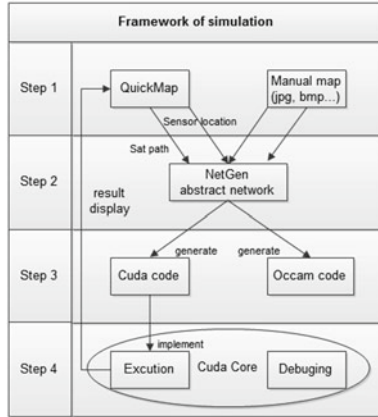 Framework of simulation
Step 1
QuickMap
Manual map
(jpg, bmp...)
Sensor location
Sat path
Step 2
NetGen
abstract network
result
display
generate
generate
Step 3
Cuda code
Occam code
implement
Step 4
Excution
Cuda Core
Debuging